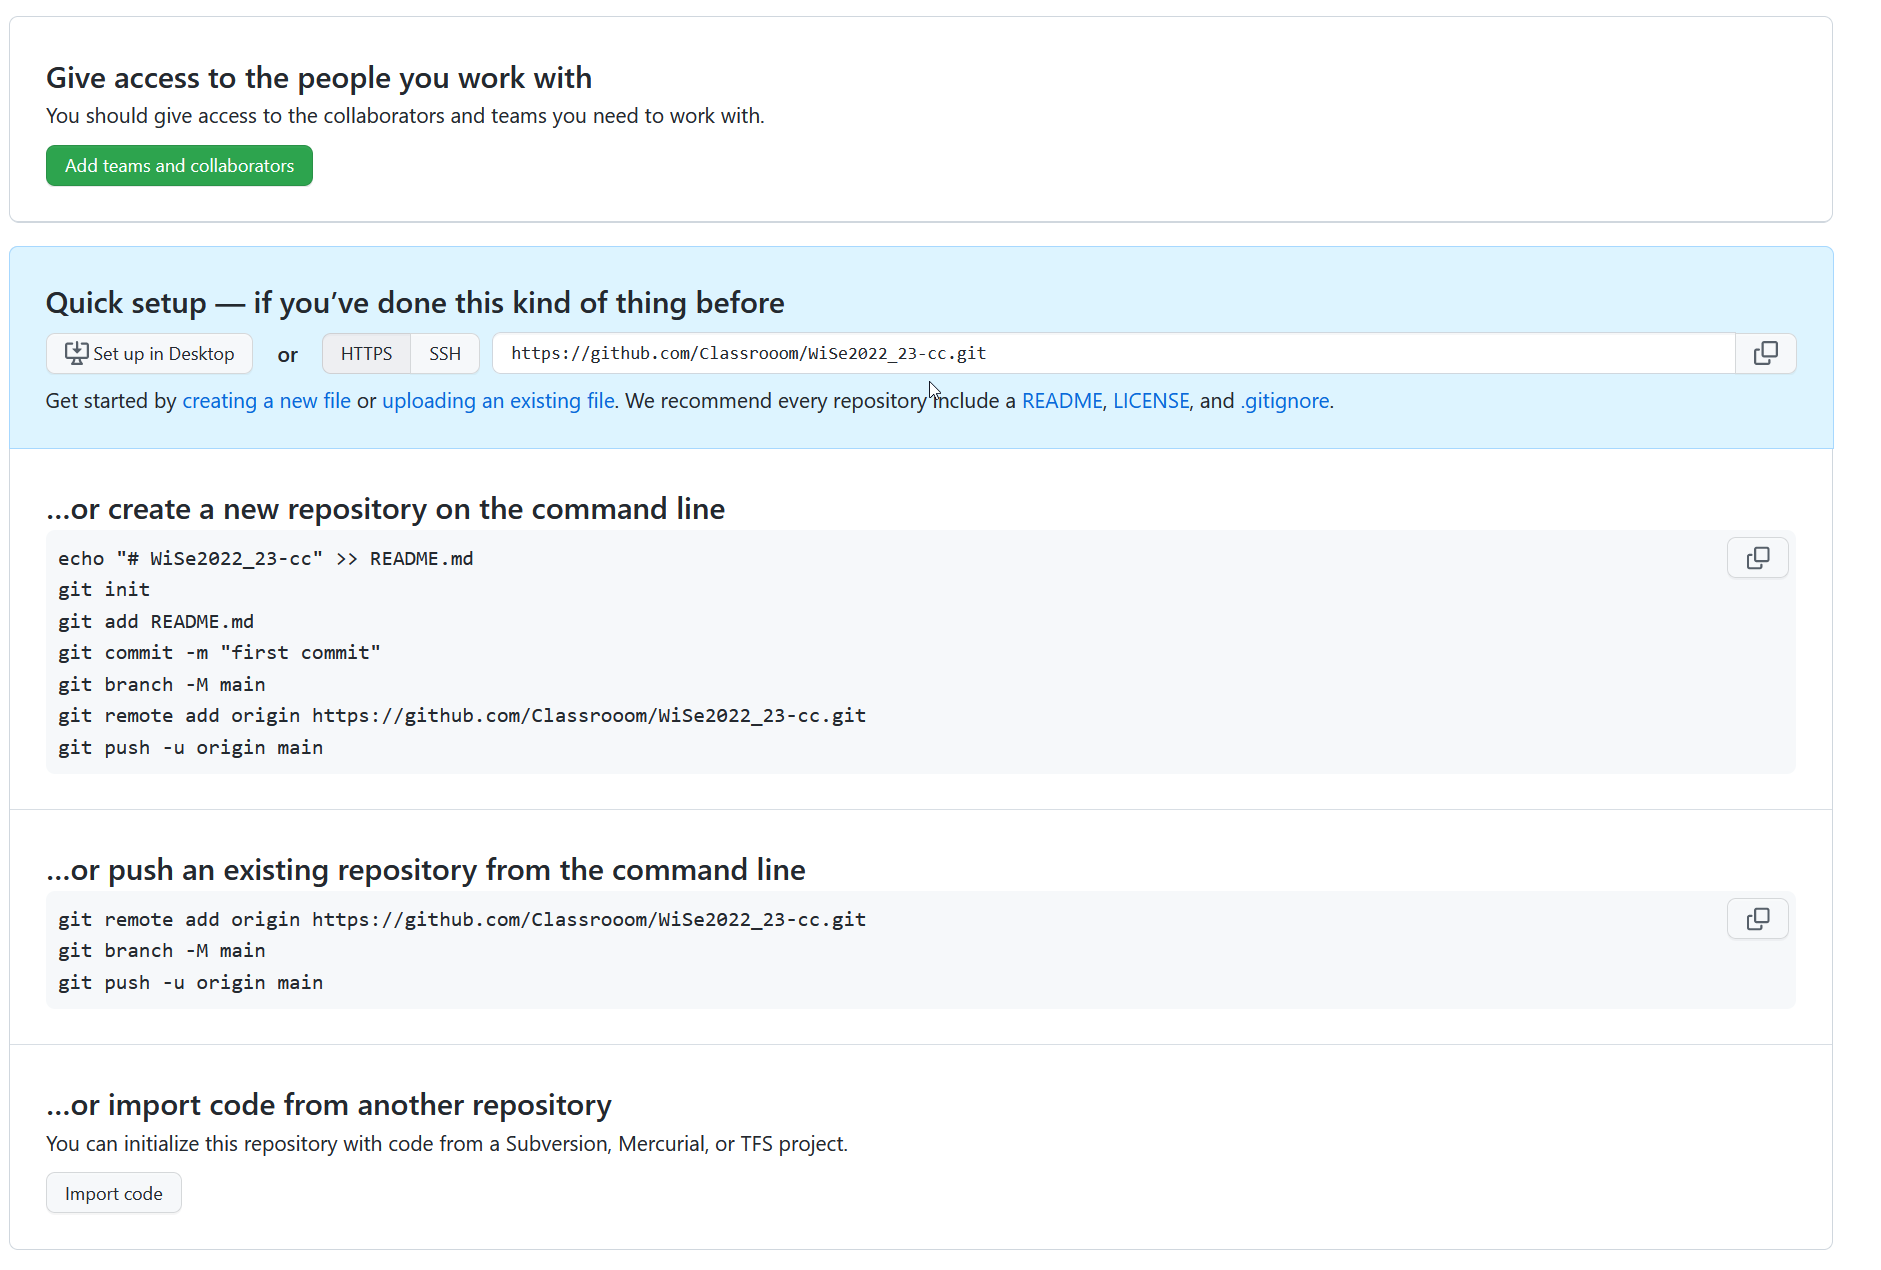 Give access to the people you work with
You should give access to the collaborators and teams you need to work with.
Add teams and collaborators
Quick setup — if you’ve done this kind of thing before
Set up in Desktop or HTTPS SSH https://github.com/Classrooom/WiSe2022_23-cc.git
Get started by creating a new file or uploading an existing file. We recommend every repository include a README, LICENSE, and .gitignore.
…or create a new repository on the command line
echo "# WiSe2022_23-cc" >> README.md
git init
git add README.md
git commit -m "first commit"
git branch -M main
git remote add origin https://github.com/Classrooom/WiSe2022_23-cc.git
git push -u origin main
…or push an existing repository from the command line
git remote add origin https://github.com/Classrooom/WiSe2022_23-cc.git
git branch -M main
git push -u origin main
…or import code from another repository
You can initialize this repository with code from a Subversion, Mercurial, or TFS project.
Import code